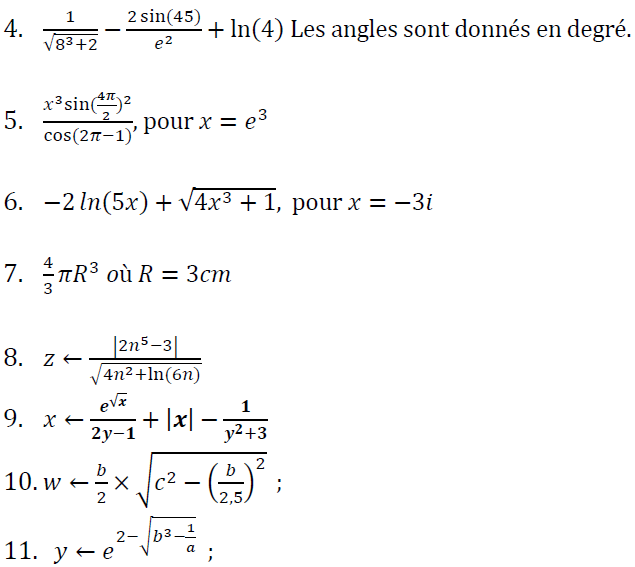 4. $\frac{1}{\sqrt{8^3+2}} - \frac{2\sin(45)}{e^2} + \ln(4)$ Les angles sont donnés en degré.
5. $\frac{x^3\sin(\frac{4\pi}{2})^2}{\cos(2\pi-1)}$, pour $x = e^3$
6. $-2\,ln(5x) + \sqrt{4x^3+1}$, pour $x = -3i$
7. $\frac{4}{3}\pi R^3$ où $R = 3cm$
8. $z \leftarrow \frac{|2n^5-3|}{\sqrt{4n^2+\ln(6n)}}$
9. $x \leftarrow \frac{e^{\sqrt{x}}}{2y-1} + |x| - \frac{1}{y^2+3}$
10. $w \leftarrow \frac{b}{2} \times \sqrt{c^2 - \left(\frac{b}{2,5}\right)^2}$ ;
11. $y \leftarrow e^{2-\sqrt{b^3-\frac{1}{a}}}$ ;